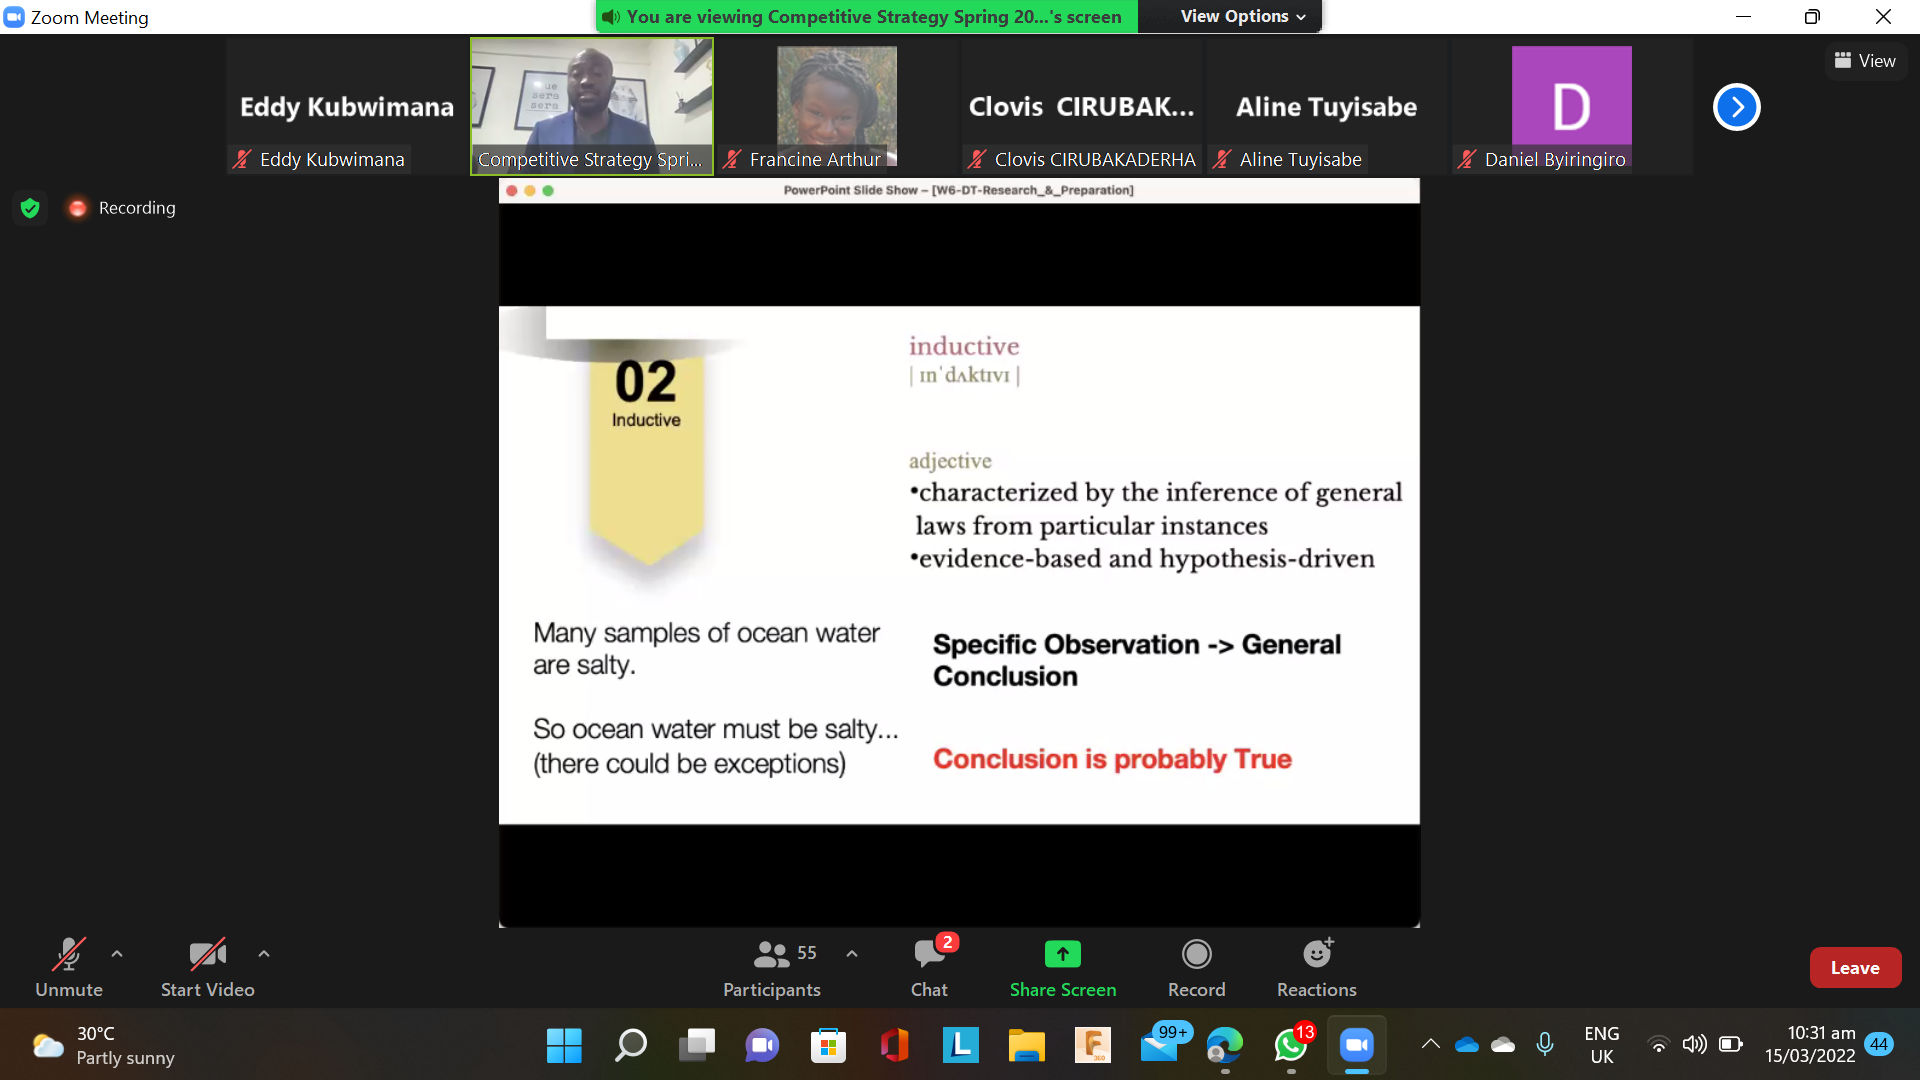 Zoom Meeting
You are viewing Competitive Strategy Spring 20...'s screen
View Options
View
Eddy Kubwimana
Eddy Kubwimana
ue
sers
sers
Competitive Strategy Spri...
Francine Arthur
Clovis CIRUBAK...
Clovis CIRUBAKADERHA
Aline Tuyisabe
Aline Tuyisabe
D
Daniel Byiringiro
Recording
PowerPoint Slide Show – [W6-DT-Research_&_Preparation]
02
Inductive
inductive
| ɪnˈdʌktɪvɪ |
adjective
•characterized by the inference of general
laws from particular instances
•evidence-based and hypothesis-driven
Many samples of ocean water
are salty.
So ocean water must be salty...
(there could be exceptions)
Specific Observation -> General
Conclusion
Conclusion is probably True
Unmute
Start Video
55
Participants
2
Chat
Share Screen
Record
Reactions
Leave
30°C
Partly sunny
L
F
360
99+
13
ENG
UK
10:31 am
15/03/2022
44